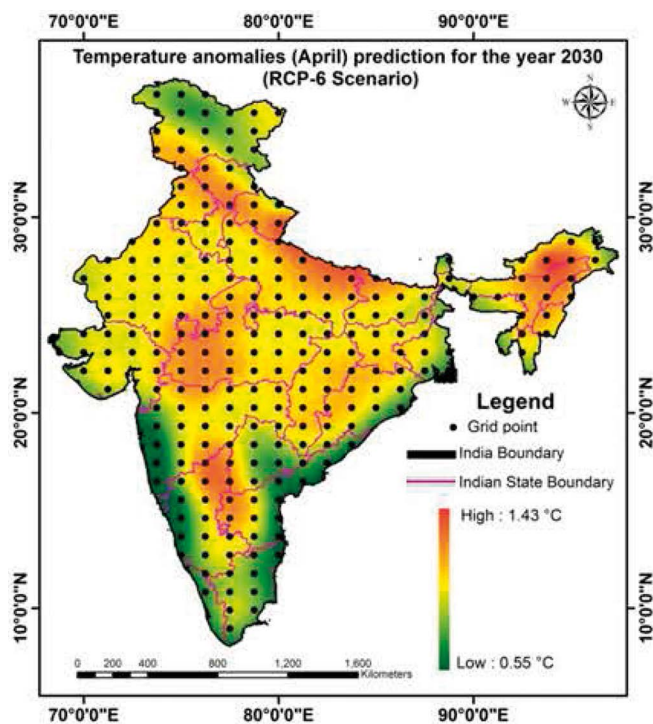 70°0'0"E 80°0'0"E 90°0'0"E
Temperature anomalies (April) prediction for the year 2030
(RCP-6 Scenario)
N
W E
S
30°0'0"N 30°0'0"N
20°0'0"N 20°0'0"N
10°0'0"N 10°0'0"N
Legend
Grid point
India Boundary
Indian State Boundary
High : 1.43 °C
Low : 0.55 °C
0 200 400 800 1,200 1,600
Kilometers
70°0'0"E 80°0'0"E 90°0'0"E